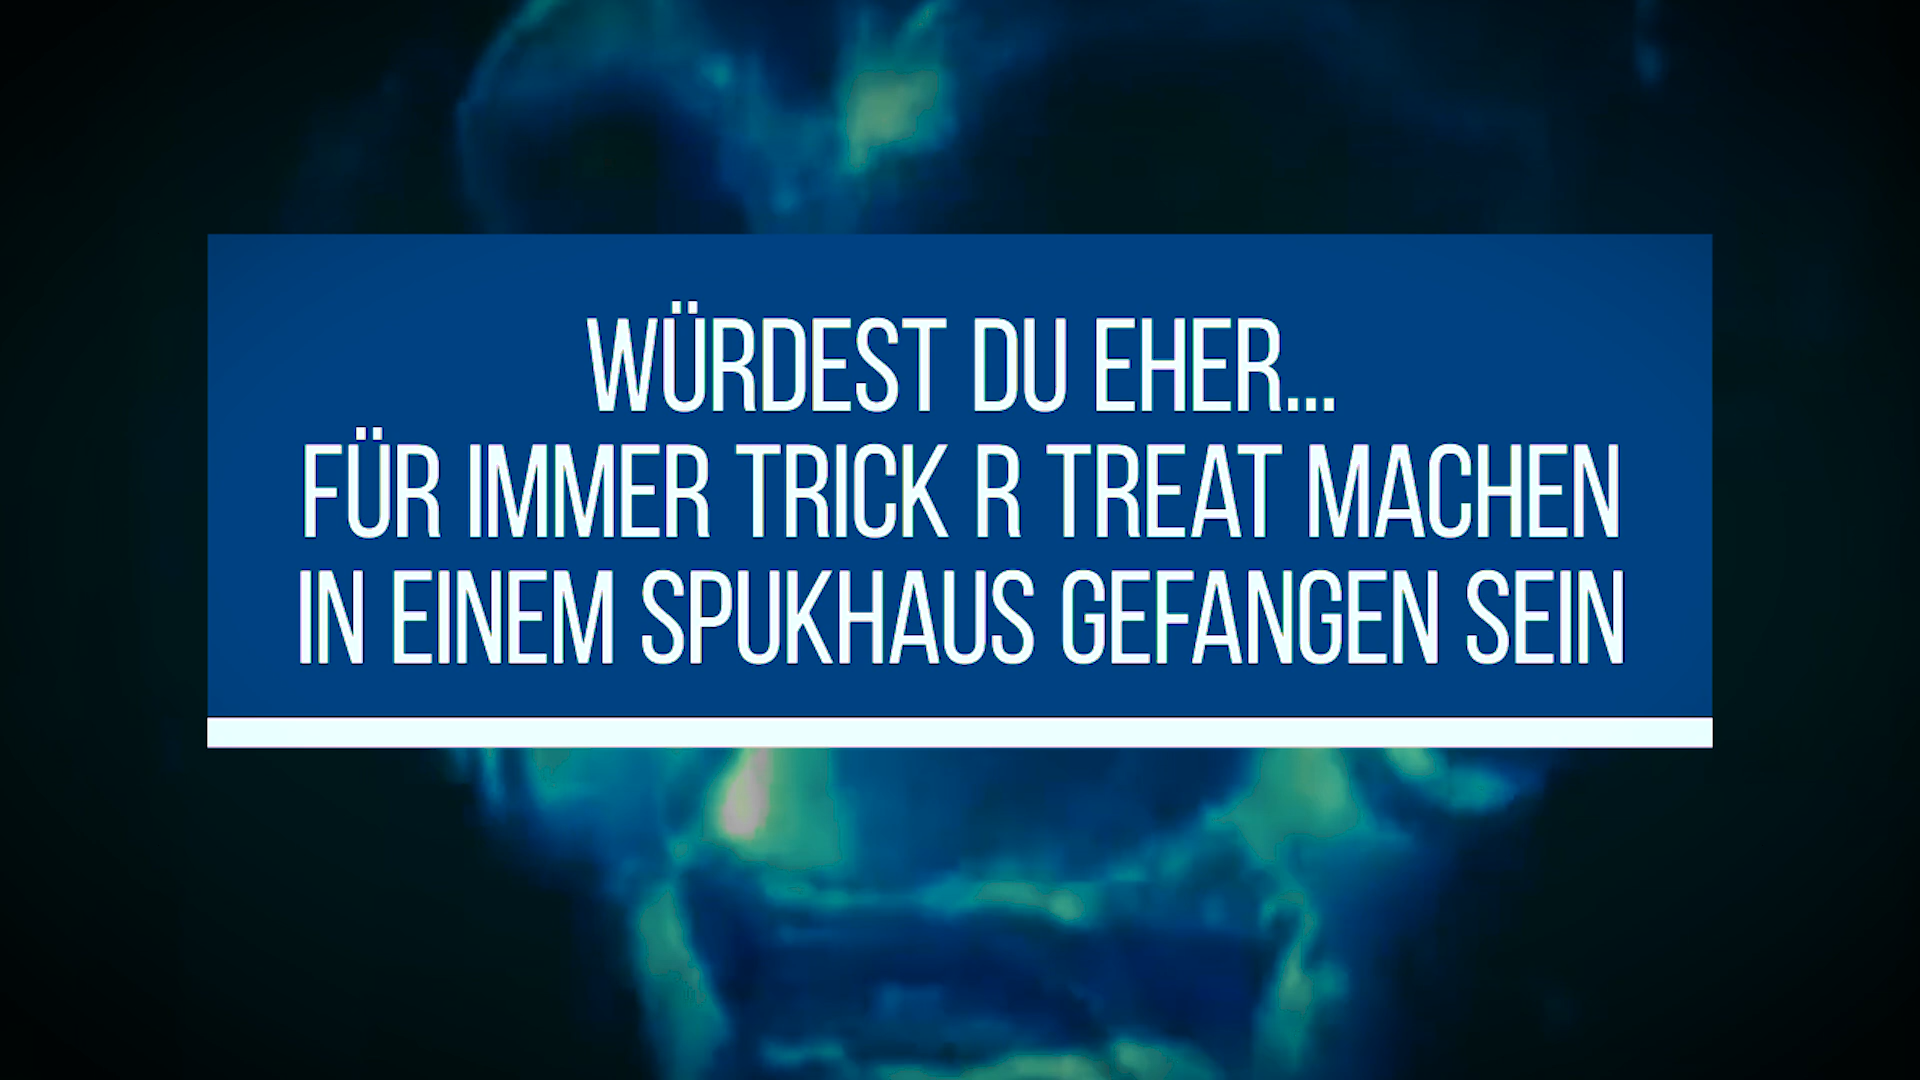 WÜRDEST DU EHER...
FÜR IMMER TRICK R TREAT MACHEN
IN EINEM SPUKHAUS GEFANGEN SEIN